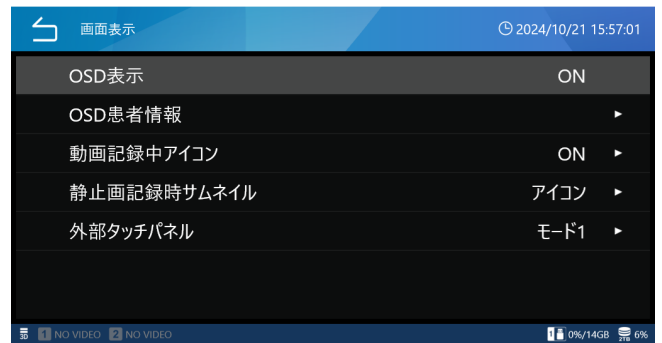 画面表示 2024/10/21 15:57:01
OSD表示 ON
OSD患者情報
動画記録中アイコン ON
静止画記録時サムネイル アイコン
外部タッチパネル モード1
3D 1 NO VIDEO 2 NO VIDEO 1 0%/14GB 2TB 6%